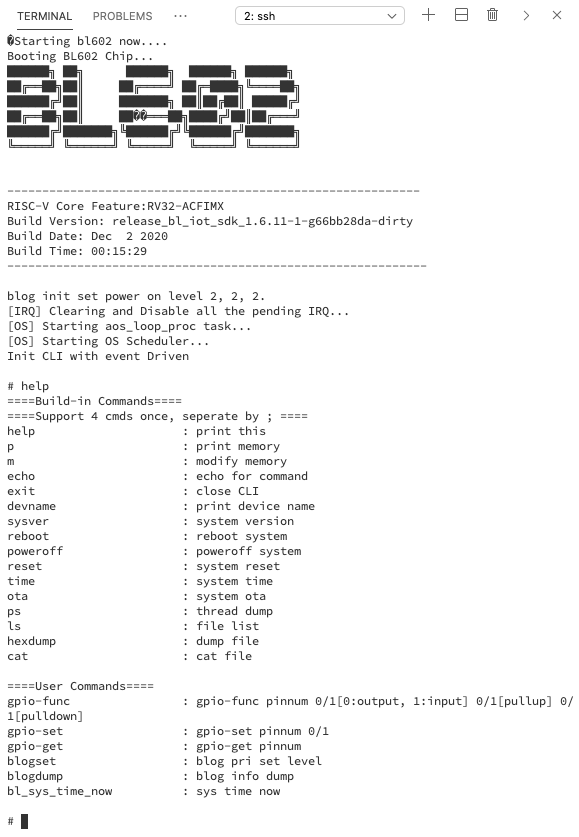 TERMINAL PROBLEMS ··· 2: ssh
�Starting bl602 now....
Booting BL602 Chip...
BL602
------------------------------------------------------------
RISC-V Core Feature:RV32-ACFIMX
Build Version: release_bl_iot_sdk_1.6.11-1-g66bb28da-dirty
Build Date: Dec  2 2020
Build Time: 00:15:29
------------------------------------------------------------
blog init set power on level 2, 2, 2.
[IRQ] Clearing and Disable all the pending IRQ...
[OS] Starting aos_loop_proc task...
[OS] Starting OS Scheduler...
Init CLI with event Driven
# help
====Build-in Commands====
====Support 4 cmds once, seperate by ; ====
help                     : print this
p                        : print memory
m                        : modify memory
echo                     : echo for command
exit                     : close CLI
devname                  : print device name
sysver                   : system version
reboot                   : reboot system
poweroff                 : poweroff system
reset                    : system reset
time                     : system time
ota                      : system ota
ps                       : thread dump
ls                       : file list
hexdump                  : dump file
cat                      : cat file
====User Commands====
gpio-func                : gpio-func pinnum 0/1[0:output, 1:input] 0/1[pullup] 0/
1[pulldown]
gpio-set                 : gpio-set pinnum 0/1
gpio-get                 : gpio-get pinnum
blogset                  : blog pri set level
blogdump                 : blog info dump
bl_sys_time_now          : sys time now
#